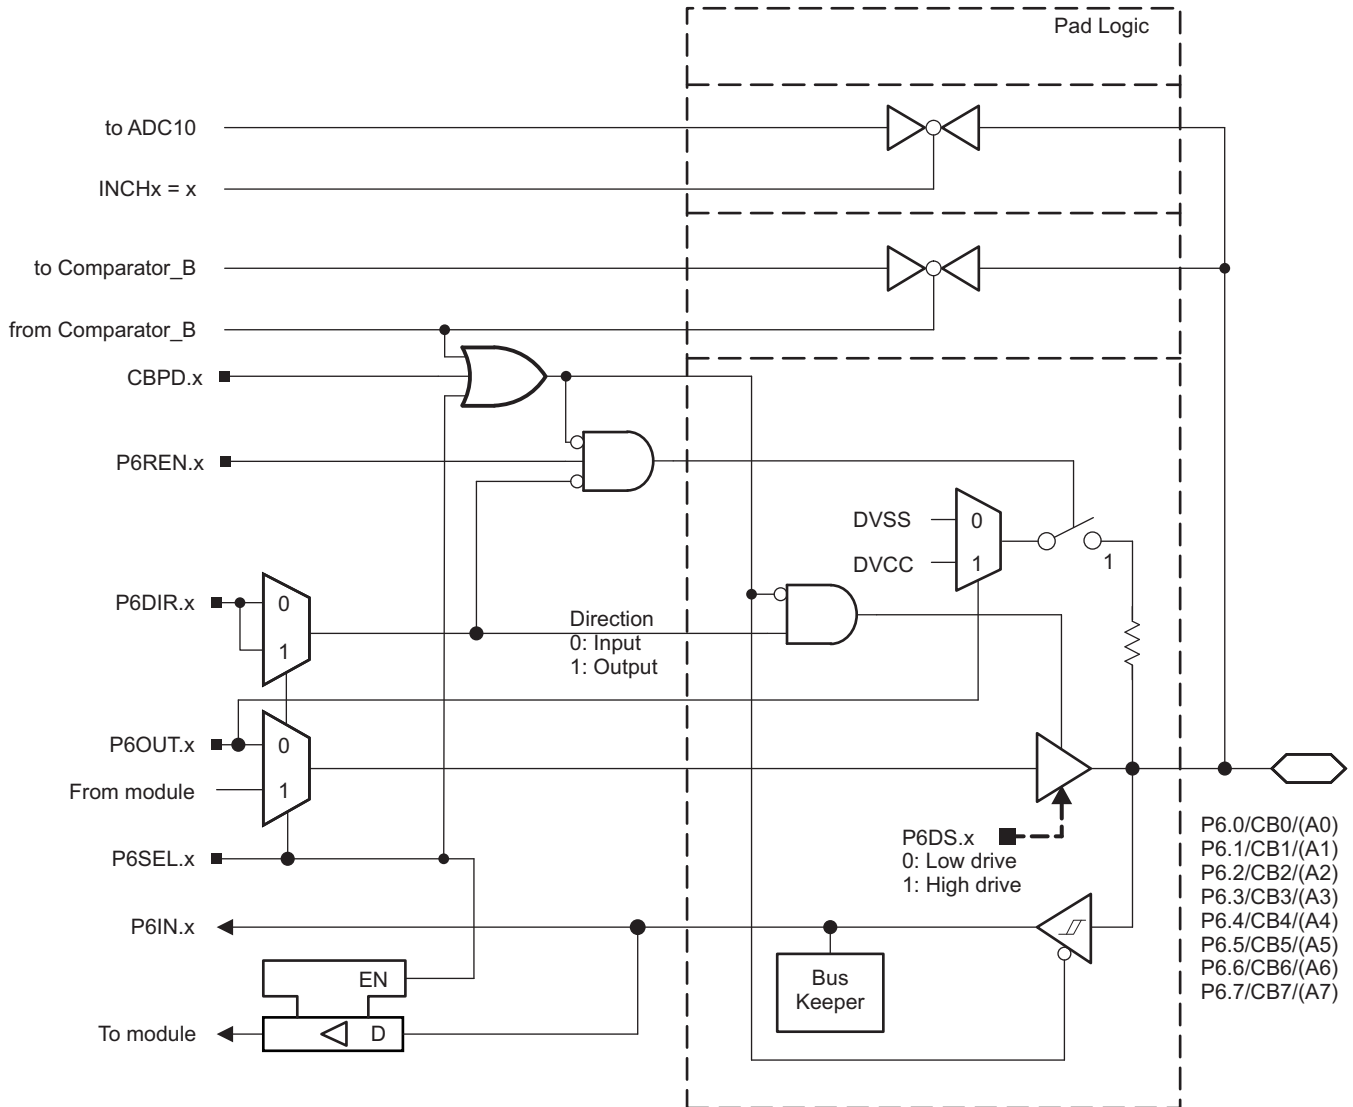 Pad Logic
to ADC10
INCHx = x
to Comparator_B
from Comparator_B
CBPD.x
P6REN.x
DVSS
0
DVCC
1
1
P6DIR.x
0
1
Direction
0: Input
1: Output
P6OUT.x
0
From module
1
P6SEL.x
P6DS.x
0: Low drive
1: High drive
P6IN.x
EN
D
To module
Bus
Keeper
P6.0/CB0/(A0)
P6.1/CB1/(A1)
P6.2/CB2/(A2)
P6.3/CB3/(A3)
P6.4/CB4/(A4)
P6.5/CB5/(A5)
P6.6/CB6/(A6)
P6.7/CB7/(A7)